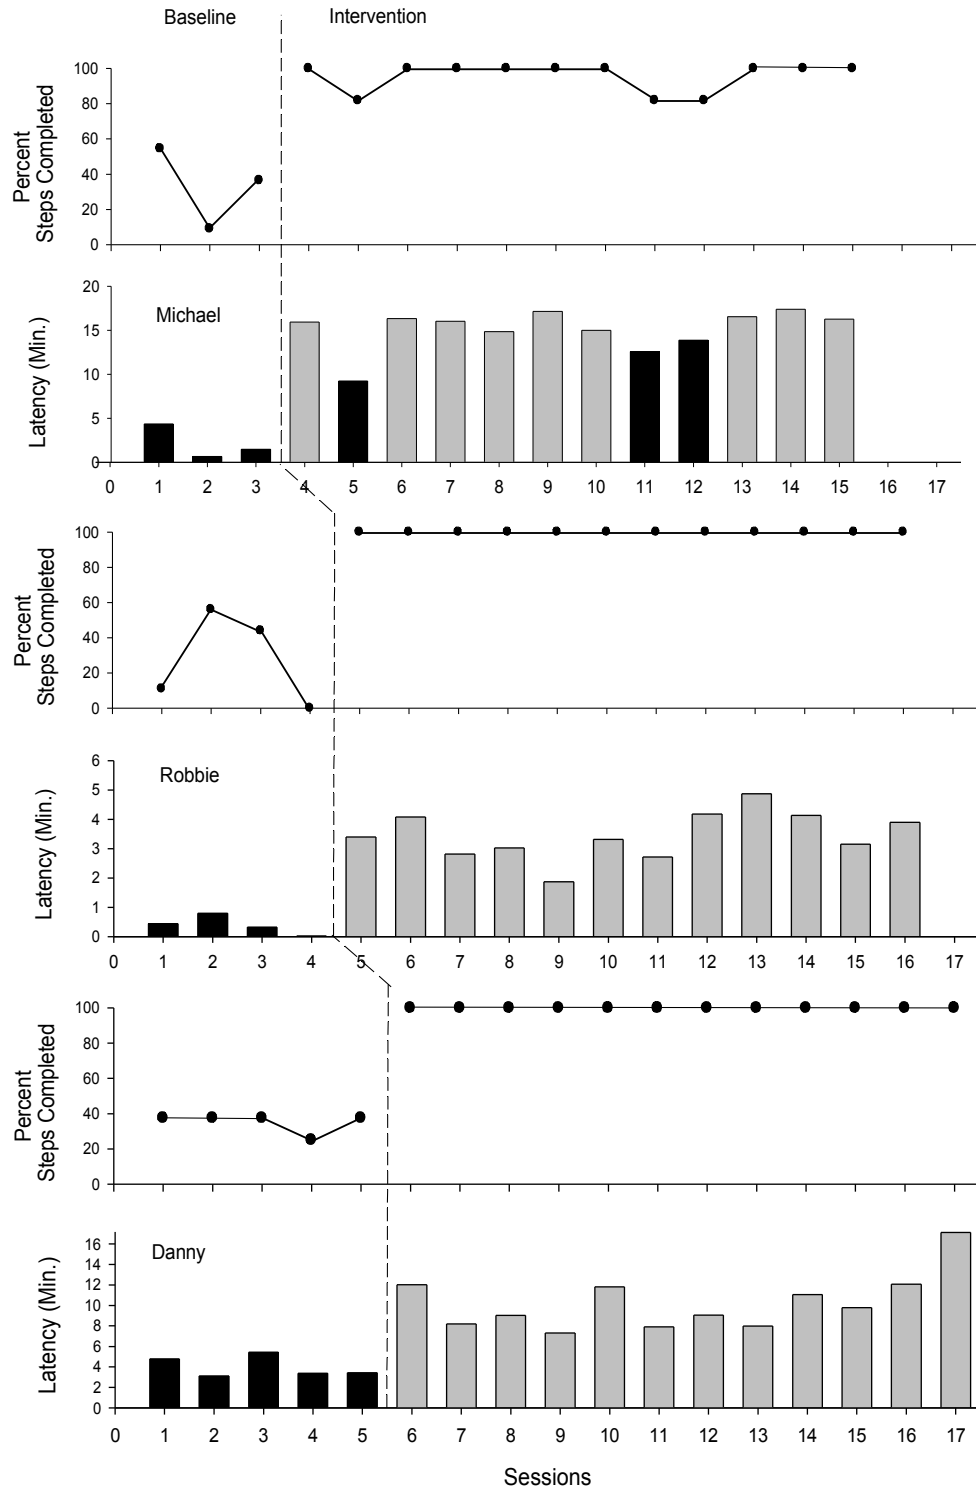 Baseline Intervention
100
80
60
40
20
0
Percent
Steps Completed
20
15
10
5
0
Latency (Min.)
Michael
0 1 2 3 4 5 6 7 8 9 10 11 12 13 14 15 16 17
100
80
60
40
20
0
Percent
Steps Completed
6
5
4
3
2
1
0
Latency (Min.)
Robbie
0 1 2 3 4 5 6 7 8 9 10 11 12 13 14 15 16 17
100
80
60
40
20
0
Percent
Steps Completed
16
14
12
10
8
6
4
2
0
Latency (Min.)
Danny
0 1 2 3 4 5 6 7 8 9 10 11 12 13 14 15 16 17
Sessions